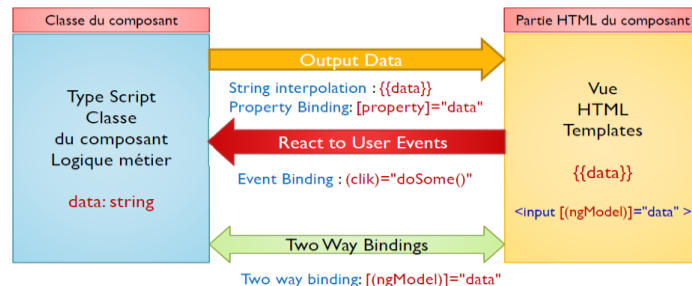 Classe du composant
Partie HTML du composant
Output Data
String interpolation : {{data}}
Property Binding: [property]="data"
Type Script
Classe
du composant
Logique métier
data: string
React to User Events
Event Binding : (clik)="doSome()"
Vue
HTML
Templates
{{data}}
<input [(ngModel)]="data" >
Two Way Bindings
Two way binding: [(ngModel)]="data"